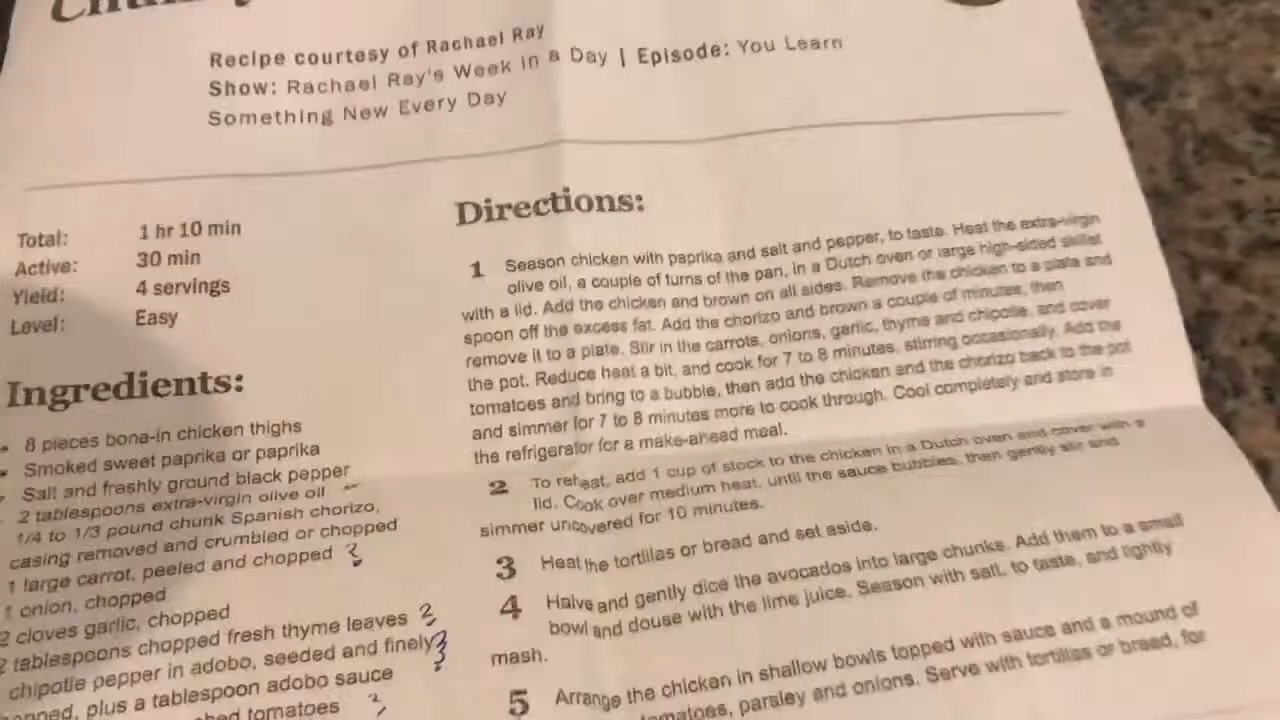 Recipe courtesy of Rachael Ray
Show: Rachael Ray's Week in a Day | Episode: You Learn
Something New Every Day
Total: 1 hr 10 min
Active: 30 min
Yield: 4 servings
Level: Easy
Ingredients:
8 pieces bone-in chicken thighs
Smoked sweet paprika or paprika
Salt and freshly ground black pepper
2 tablespoons extra-virgin olive oil
1/4 to 1/3 pound chunk Spanish chorizo,
casing removed and crumbled or chopped
1 large carrot, peeled and chopped 2
1 onion, chopped
2 cloves garlic, chopped
2 tablespoons chopped fresh thyme leaves 2
chipotle pepper in adobo, seeded and finely 3
plus a tablespoon adobo sauce
tomatoes 2
Directions:
1 Season chicken with paprika and salt and pepper, to taste. Heat the extra-virgin
olive oil, a couple of turns of the pan, in a Dutch oven or large high-sided skillet
with a lid. Add the chicken and brown on all sides. Remove the chicken to a plate and
spoon off the excess fat. Add the chorizo and brown a couple of minutes, then
remove it to a plate. Stir in the carrots, onions, garlic, thyme and chipotle, and cover
the pot. Reduce heat a bit, and cook for 7 to 8 minutes, stirring occasionally. Add the
tomatoes and bring to a bubble, then add the chicken and the chorizo back to the pot
and simmer for 7 to 8 minutes more to cook through. Cool completely and store in
the refrigerator for a make-ahead meal.
2 To reheat, add 1 cup of stock to the chicken in a Dutch oven and cover with a
lid. Cook over medium heat, until the sauce bubbles, then gently stir and
simmer uncovered for 10 minutes.
3 Heat the tortillas or bread and set aside.
4 Halve and gently dice the avocados into large chunks. Add them to a small
bowl and douse with the lime juice. Season with salt, to taste, and lightly
mash.
5 Arrange the chicken in shallow bowls topped with sauce and a mound of
tomatoes, parsley and onions. Serve with tortillas or bread, for